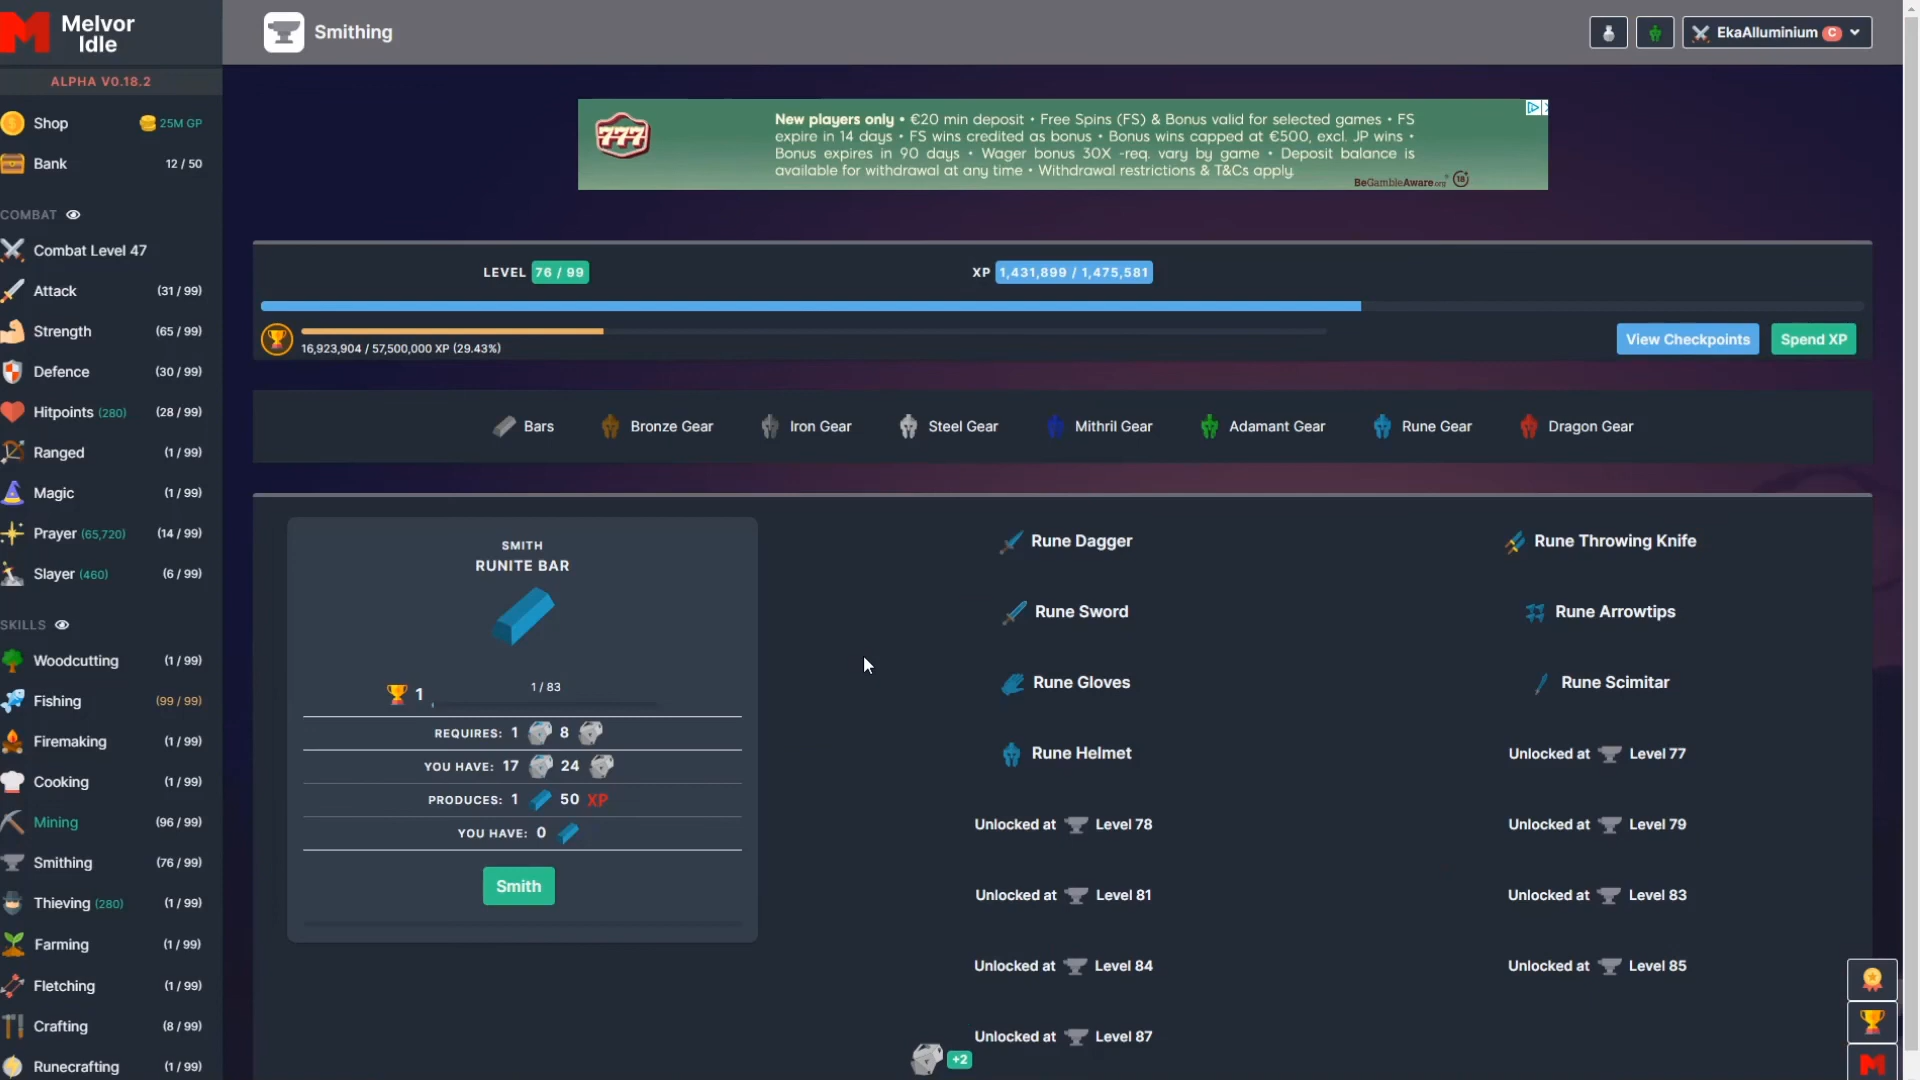 Melvor
Idle
Smithing
EkaAlluminium C
ALPHA V0.18.2
Shop 25M GP
Bank 12 / 50
COMBAT
Combat Level 47
Attack (31 / 99)
Strength (65 / 99)
Defence (30 / 99)
Hitpoints (280) (28 / 99)
Ranged (1 / 99)
Magic (1 / 99)
Prayer (65,720) (14 / 99)
Slayer (460) (6 / 99)
SKILLS
Woodcutting (1 / 99)
Fishing (99 / 99)
Firemaking (1 / 99)
Cooking (1 / 99)
Mining (96 / 99)
Smithing (76 / 99)
Thieving (280) (1 / 99)
Farming (1 / 99)
Fletching (1 / 99)
Crafting (8 / 99)
Runecrafting (1 / 99)
777
New players only • €20 min deposit • Free Spins (FS) & Bonus valid for selected games • FS
expire in 14 days • FS wins credited as bonus • Bonus wins capped at €500, excl. JP wins •
Bonus expires in 90 days • Wager bonus 30X -req. vary by game • Deposit balance is
available for withdrawal at any time • Withdrawal restrictions & T&Cs apply.
BeGambleAware.org 18
LEVEL 76 / 99
XP 1,431,899 / 1,475,581
16,923,904 / 57,500,000 XP (29.43%)
View Checkpoints
Spend XP
Bars
Bronze Gear
Iron Gear
Steel Gear
Mithril Gear
Adamant Gear
Rune Gear
Dragon Gear
SMITH
RUNITE BAR
1
1 / 83
REQUIRES: 1 8
YOU HAVE: 17 24
PRODUCES: 1 50 XP
YOU HAVE: 0
Smith
Rune Dagger
Rune Throwing Knife
Rune Sword
Rune Arrowtips
Rune Gloves
Rune Scimitar
Rune Helmet
Unlocked at Level 77
Unlocked at Level 78
Unlocked at Level 79
Unlocked at Level 81
Unlocked at Level 83
Unlocked at Level 84
Unlocked at Level 85
Unlocked at Level 87
+2